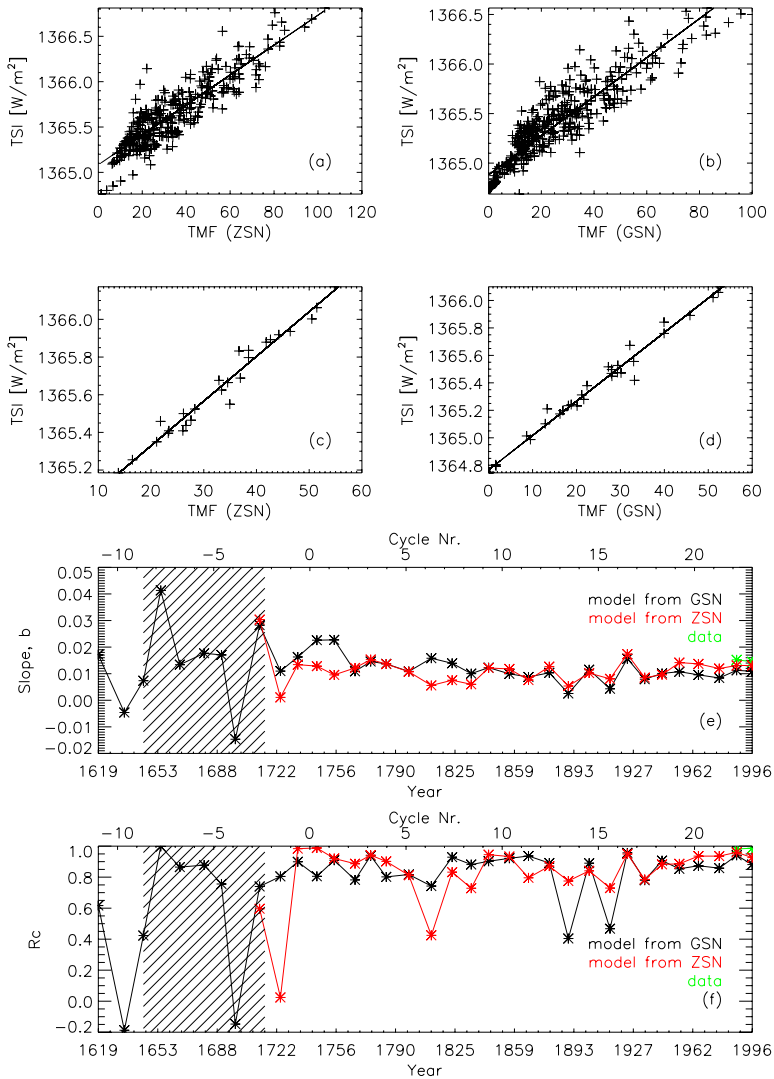 TSI [W/m²]
1366.5
1366.0
1365.5
1365.0
(a)
0 20 40 60 80 100 120
TMF (ZSN)
TSI [W/m²]
1366.5
1366.0
1365.5
1365.0
(b)
0 20 40 60 80 100
TMF (GSN)
TSI [W/m²]
1366.0
1365.8
1365.6
1365.4
1365.2
(c)
10 20 30 40 50 60
TMF (ZSN)
TSI [W/m²]
1366.0
1365.8
1365.6
1365.4
1365.2
1365.0
1364.8
(d)
0 10 20 30 40 50 60
TMF (GSN)
Cycle Nr.
−10 −5 0 5 10 15 20
Slope, b
0.05
0.04
0.03
0.02
0.01
0.00
−0.01
−0.02
model from GSN
model from ZSN
data
(e)
1619 1653 1688 1722 1756 1790 1825 1859 1893 1927 1962 1996
Year
Cycle Nr.
−10 −5 0 5 10 15 20
Rc
1.0
0.8
0.6
0.4
0.2
0.0
−0.2
model from GSN
model from ZSN
data
(f)
1619 1653 1688 1722 1756 1790 1825 1859 1893 1927 1962 1996
Year